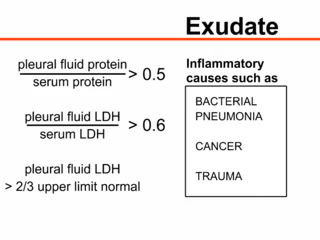 Exudate
pleural fluid protein
serum protein
> 0.5
pleural fluid LDH
serum LDH
> 0.6
pleural fluid LDH
> 2/3 upper limit normal
Inflammatory
causes such as
BACTERIAL
PNEUMONIA
CANCER
TRAUMA